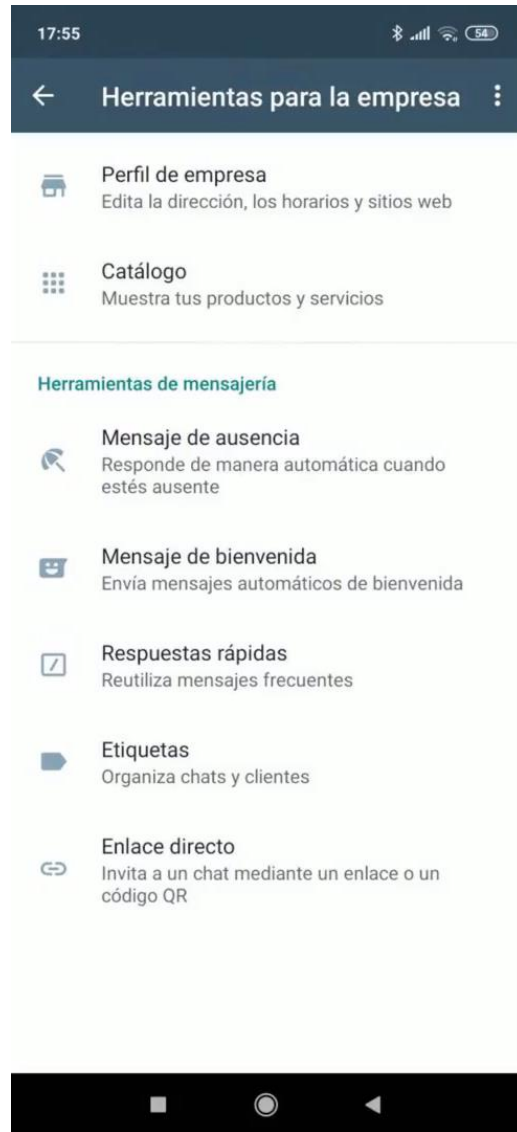 17:55
54
Herramientas para la empresa
Perfil de empresa
Edita la dirección, los horarios y sitios web
Catálogo
Muestra tus productos y servicios
Herramientas de mensajería
Mensaje de ausencia
Responde de manera automática cuando
estés ausente
Mensaje de bienvenida
Envía mensajes automáticos de bienvenida
Respuestas rápidas
Reutiliza mensajes frecuentes
Etiquetas
Organiza chats y clientes
Enlace directo
Invita a un chat mediante un enlace o un
código QR